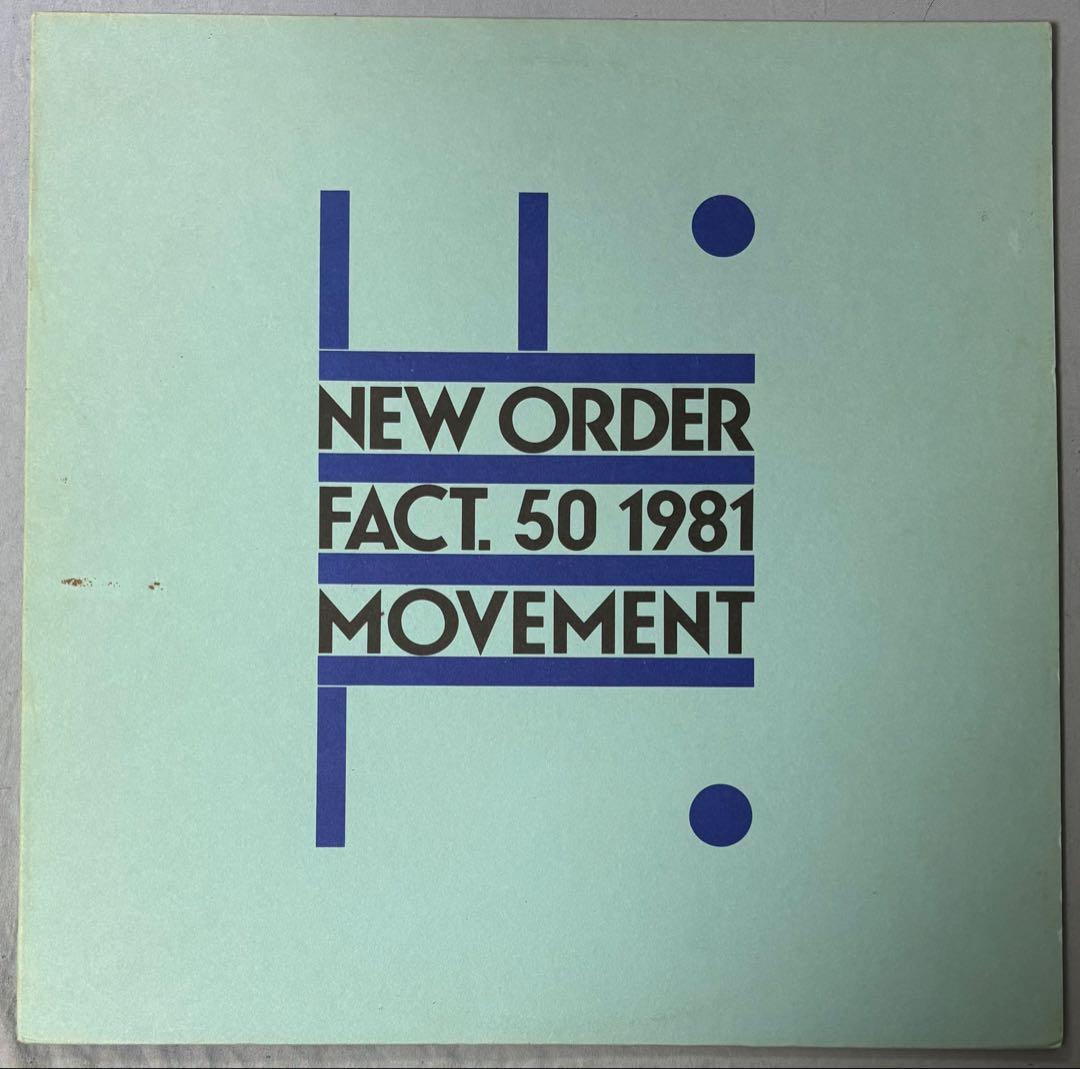 NEW ORDER
FACT. 50 1981
MOVEMENT